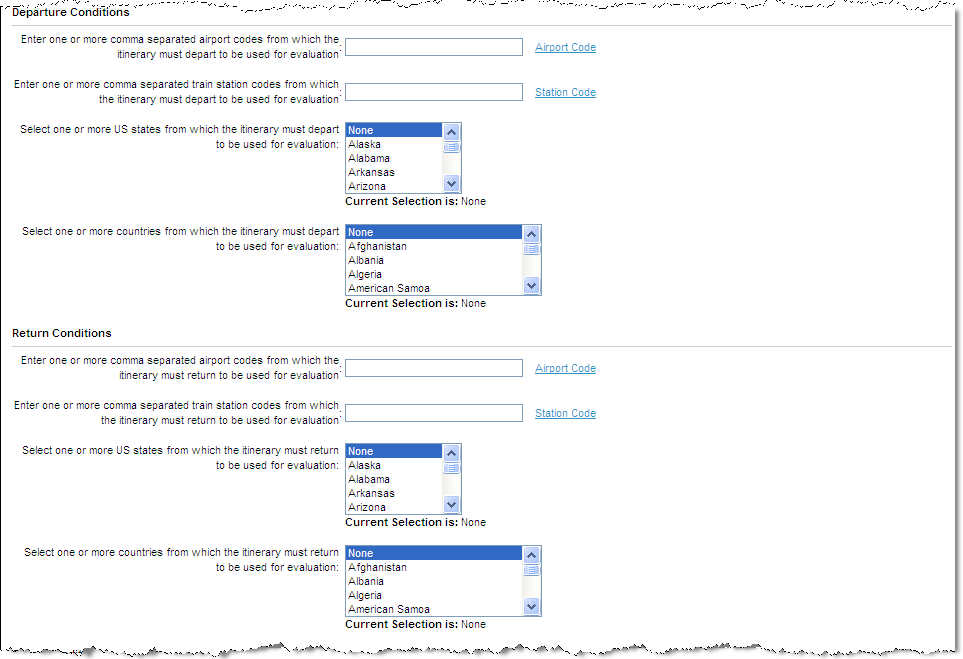 Departure Conditions
Enter one or more comma separated airport codes from which the
itinerary must depart to be used for evaluation:
Airport Code
Enter one or more comma separated train station codes from which
the itinerary must depart to be used for evaluation:
Station Code
Select one or more US states from which the itinerary must depart
to be used for evaluation:
None
Alaska
Alabama
Arkansas
Arizona
Current Selection is: None
Select one or more countries from which the itinerary must depart
to be used for evaluation:
None
Afghanistan
Albania
Algeria
American Samoa
Current Selection is: None
Return Conditions
Enter one or more comma separated airport codes from which the
itinerary must return to be used for evaluation:
Airport Code
Enter one or more comma separated train station codes from which
the itinerary must return to be used for evaluation:
Station Code
Select one or more US states from which the itinerary must return
to be used for evaluation:
None
Alaska
Alabama
Arkansas
Arizona
Current Selection is: None
Select one or more countries from which the itinerary must return
to be used for evaluation:
None
Afghanistan
Albania
Algeria
American Samoa
Current Selection is: None